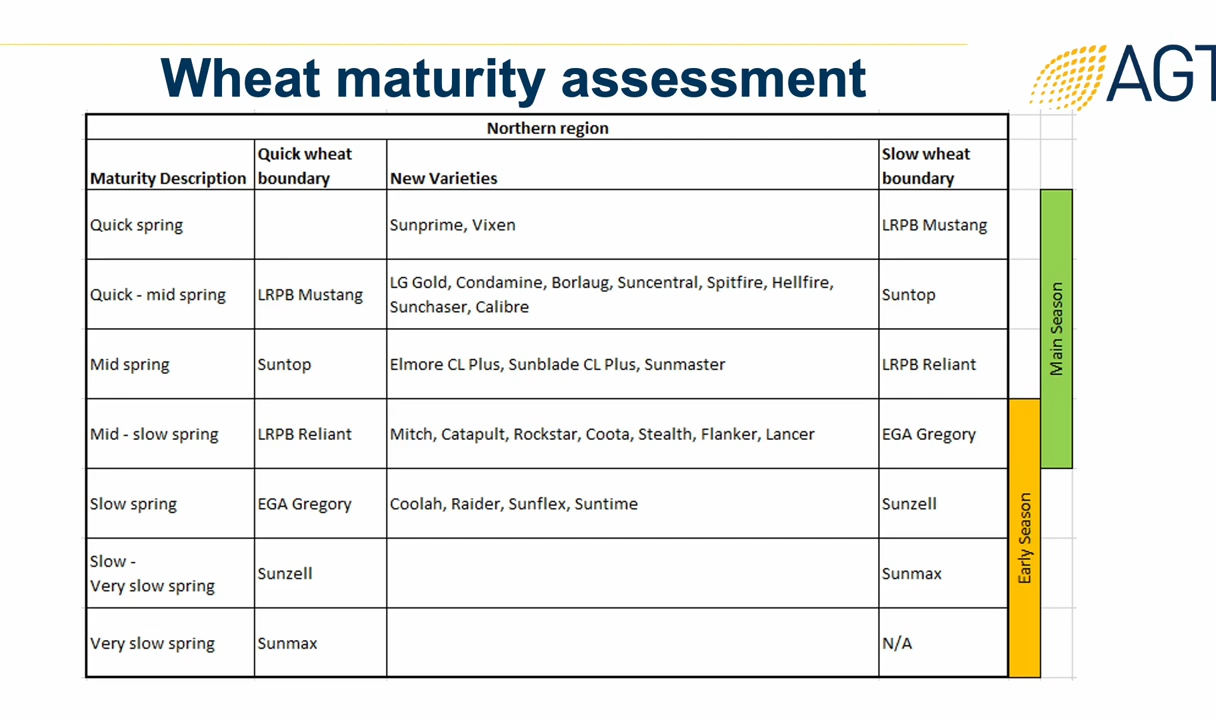 Wheat maturity assessment
AGT
Northern region
Maturity Description
Quick wheat
boundary
New Varieties
Slow wheat
boundary
Quick spring
Sunprime, Vixen
LRPB Mustang
Quick - mid spring
LRPB Mustang
LG Gold, Condamine, Borlaug, Suncentral, Spitfire, Hellfire,
Sunchaser, Calibre
Suntop
Mid spring
Suntop
Elmore CL Plus, Sunblade CL Plus, Sunmaster
LRPB Reliant
Mid - slow spring
LRPB Reliant
Mitch, Catapult, Rockstar, Coota, Stealth, Flanker, Lancer
EGA Gregory
Slow spring
EGA Gregory
Coolah, Raider, Sunflex, Suntime
Sunzell
Slow -
Very slow spring
Sunzell
Sunmax
Very slow spring
Sunmax
N/A
Main Season
Early Season